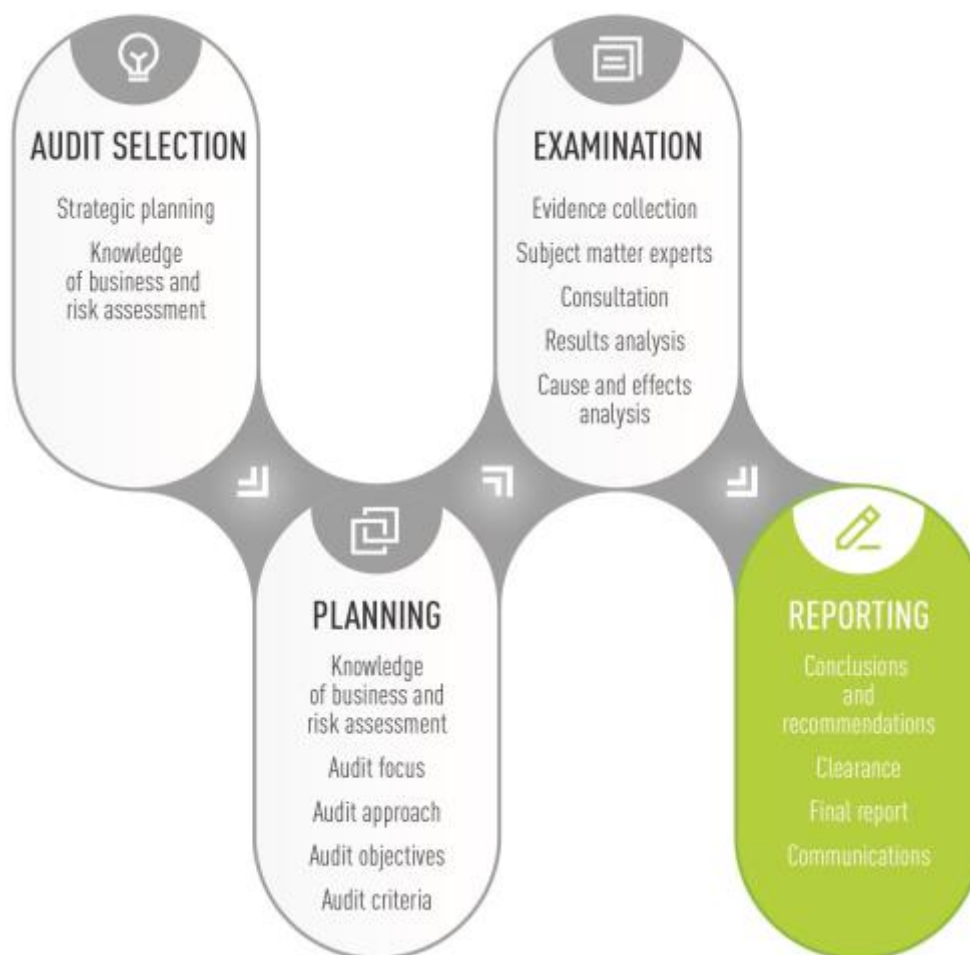 AUDIT SELECTION
Strategic planning
Knowledge
of business and
risk assessment
PLANNING
Knowledge
of business and
risk assessment
Audit focus
Audit approach
Audit objectives
Audit criteria
EXAMINATION
Evidence collection
Subject matter experts
Consultation
Results analysis
Cause and effects
analysis
REPORTING
Conclusions
and
recommendations
Clearance
Final report
Communications